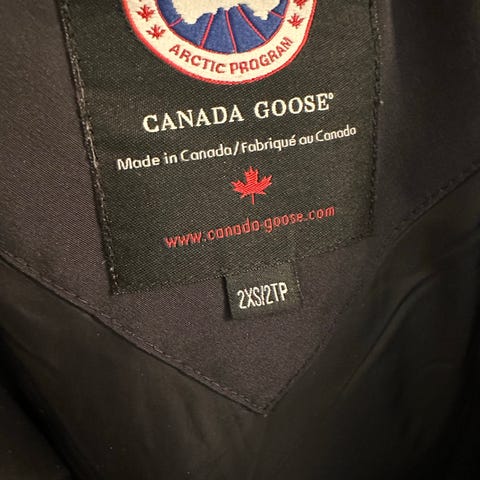 ARCTIC PROGRAM
CANADA GOOSE®
Made in Canada/Fabriqué au Canada
www.canada-goose.com
2XS/2TP